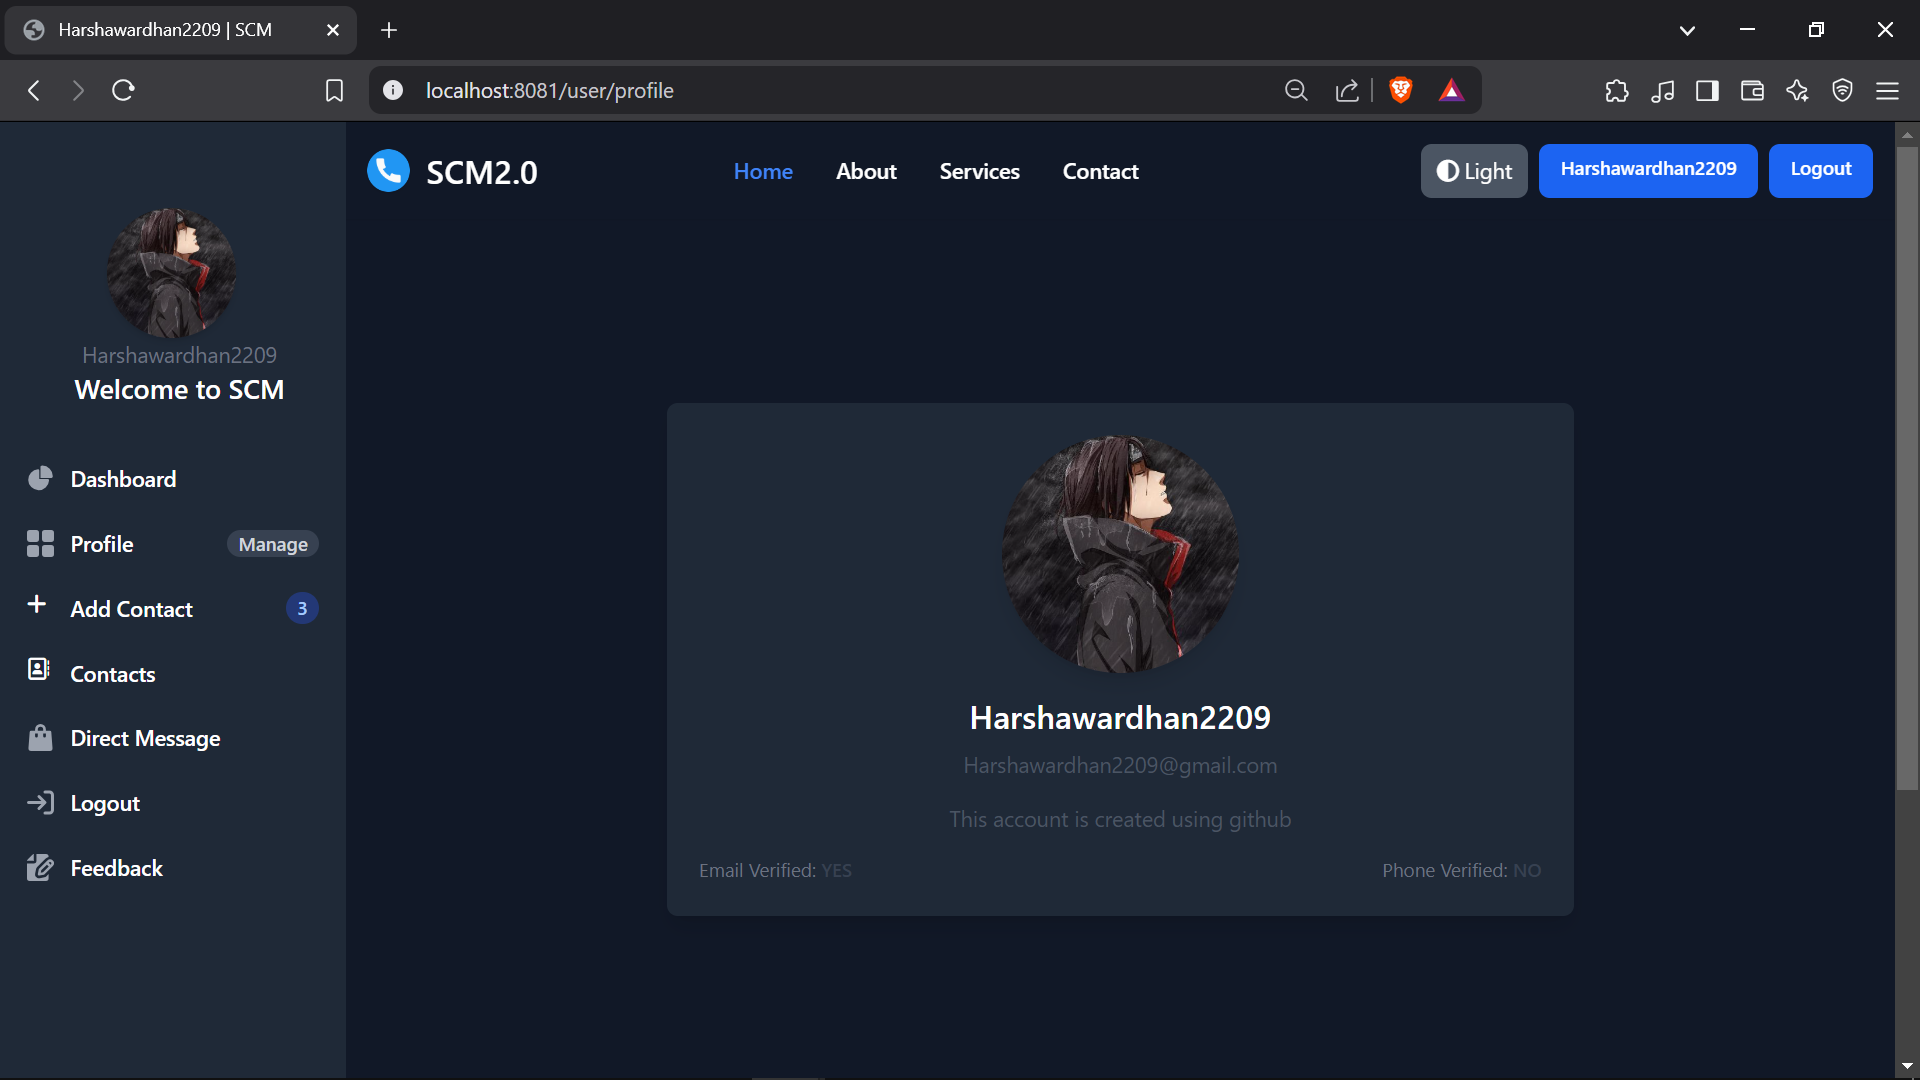 Harshawardhan2209 | SCM
localhost:8081/user/profile
SCM2.0
Home About Services Contact
Light Harshawardhan2209 Logout
Harshawardhan2209
Welcome to SCM
Dashboard
Profile Manage
Add Contact 3
Contacts
Direct Message
Logout
Feedback
Harshawardhan2209
Harshawardhan2209@gmail.com
This account is created using github
Email Verified: YES Phone Verified: NO